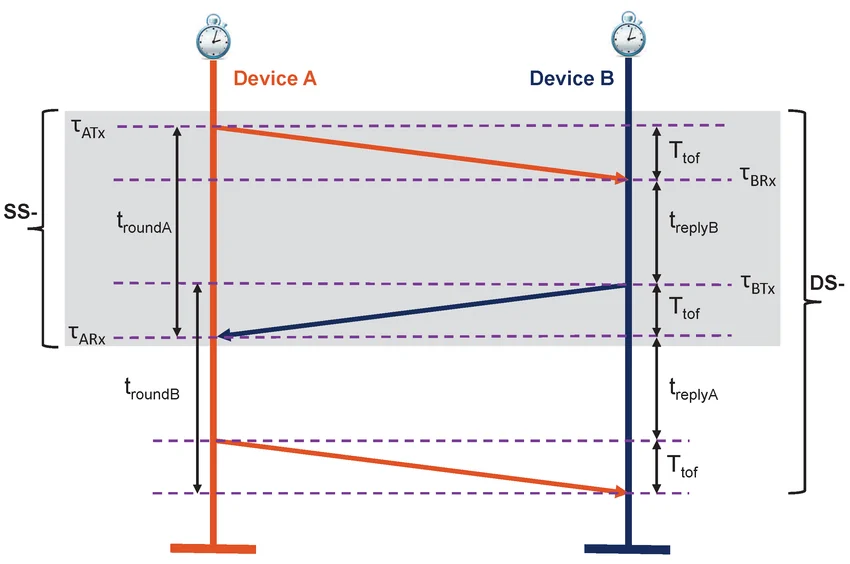 Device A
Device B
τATx
Ttof
τBRx
SS-
troundA
treplyB
τBTx
DS-
Ttof
τARx
troundB
treplyA
Ttof